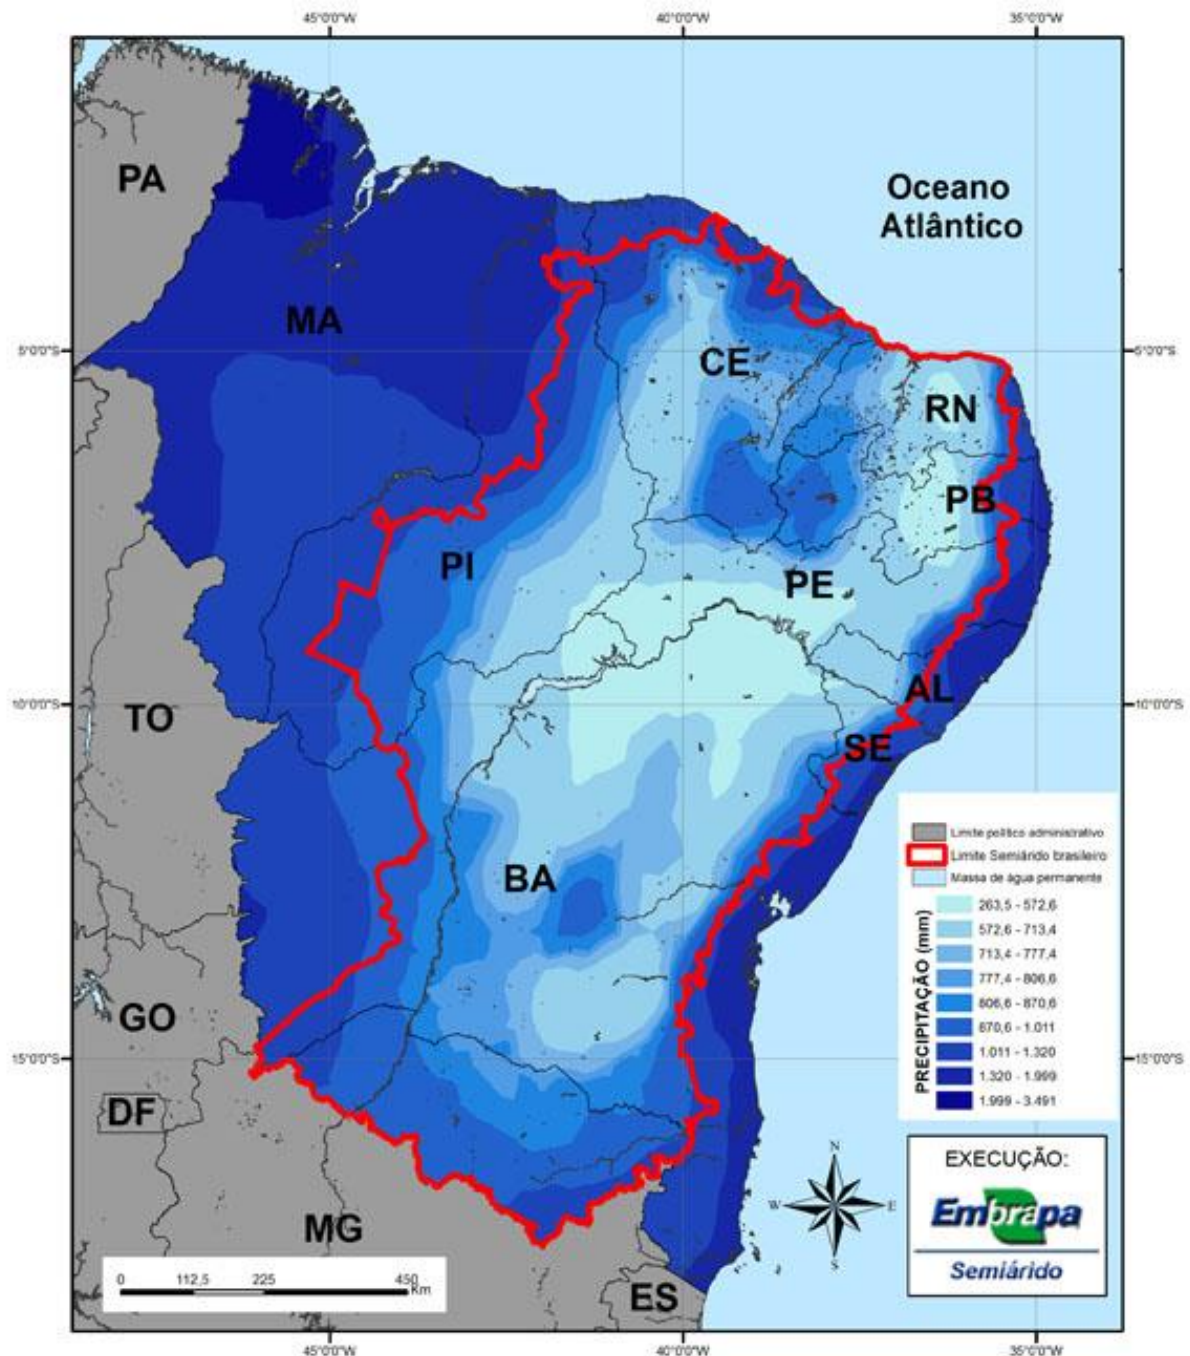 45°0'0"W 40°0'0"W 35°0'0"W
PA
Oceano
Atlântico
MA
5°0'0"S 5°0'0"S
CE
RN
PB
PI
PE
AL
10°0'0"S 10°0'0"S
TO
SE
BA
Limite político administrativo
Limite Semiárido brasileiro
Massa de água permanente
PRECIPITAÇÃO (mm)
263,5 - 572,6
572,6 - 713,4
713,4 - 777,4
777,4 - 806,6
806,6 - 870,6
870,6 - 1.011
1.011 - 1.320
1.320 - 1.999
1.999 - 3.491
GO
15°0'0"S 15°0'0"S
DF
N
W E
S
EXECUÇÃO:
Embrapa
Semiárido
MG
0 112,5 225 450
Km
ES
45°0'0"W 40°0'0"W 35°0'0"W